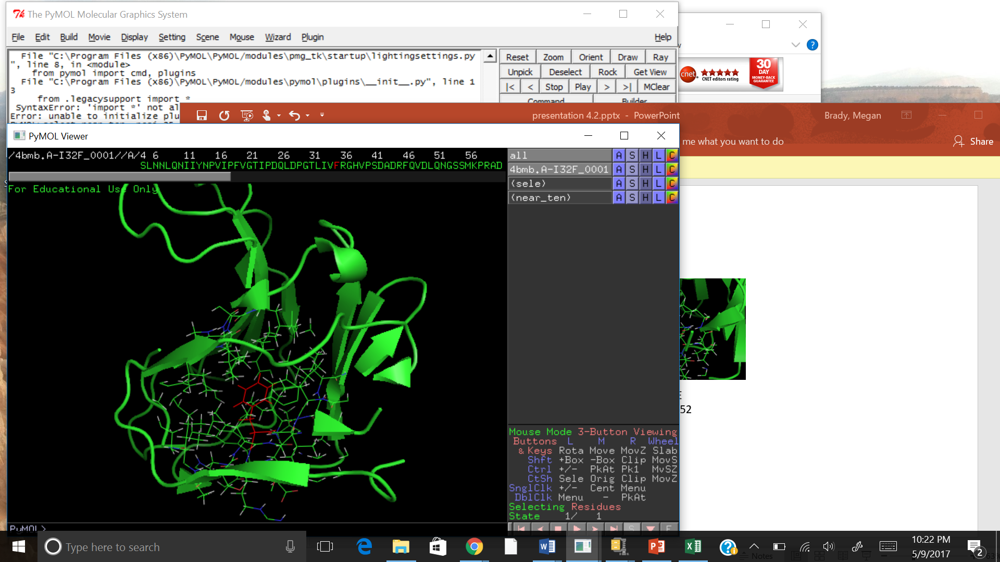 The PyMOL Molecular Graphics System
File Edit Build Movie Display Setting Scene Mouse Wizard Plugin Help
File "C:\Program Files (x86)\PyMOL\PyMOL/modules\pmg_tk\startup\lightingsettings.py
", line 8, in <module>
from pymol import cmd, plugins
File "C:\Program Files (x86)\PyMOL\PyMOL/modules\pymol\plugins\__init__.py", line 1
3
from .legacysupport import *
SyntaxError: 'import *' not al
Error: unable to initialize plu
Reset Zoom Orient Draw Ray
Unpick Deselect Rock Get View
|< < Stop Play > >| MClear
Command Builder
cnet CNET editors rating
30 DAY MONEY-BACK GUARANTEE
presentation 4.2.pptx - PowerPoint
Brady, Megan
me what you want to do
Share
PyMOL Viewer
/4bmb.A-I32F_0001//A/4 6 11 16 21 26 31 36 41 46 51 56
SLNNLQNIIYNPVIPFVGTIPDQLDPGTLIVFRGHVPSDADRFQVDLQNGSSMKPRAD
For Educational Use Only
all A S H L C
4bmb.A-I32F_0001 A S H L C
(sele) A S H L C
(near_ten) A S H L C
E
52
Mouse Mode 3-Button Viewing
Buttons L M R Wheel
& Keys Rota Move MovZ Slab
Shft +Box -Box Clip MovS
Ctrl +/- PkAt Pk1 MvSZ
CtSh Sele Orig Clip MovZ
SnglClk +/- Cent Menu
DblClk Menu - PkAt
Selecting Residues
State 1/ 1
S F
PyMOL>
Type here to search
Notes
10:22 PM
5/9/2017
2